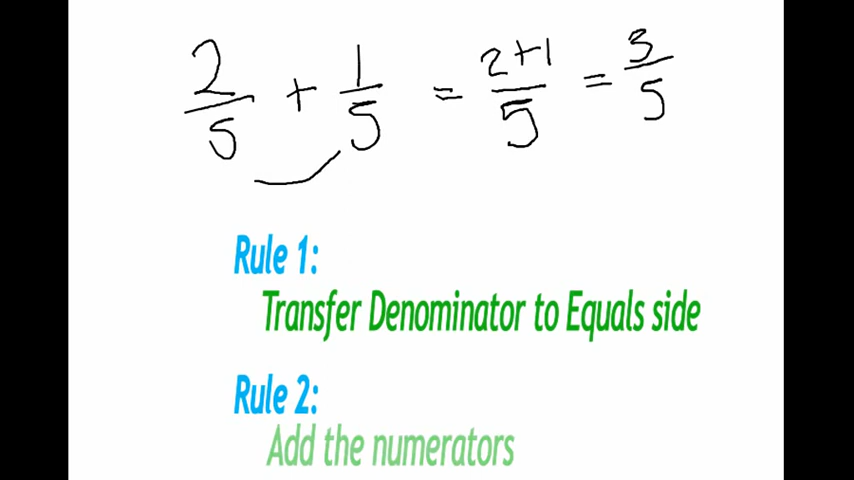 2/5 + 1/5 = 2+1/5 = 3/5
Rule 1:
Transfer Denominator to Equals side
Rule 2:
Add the numerators